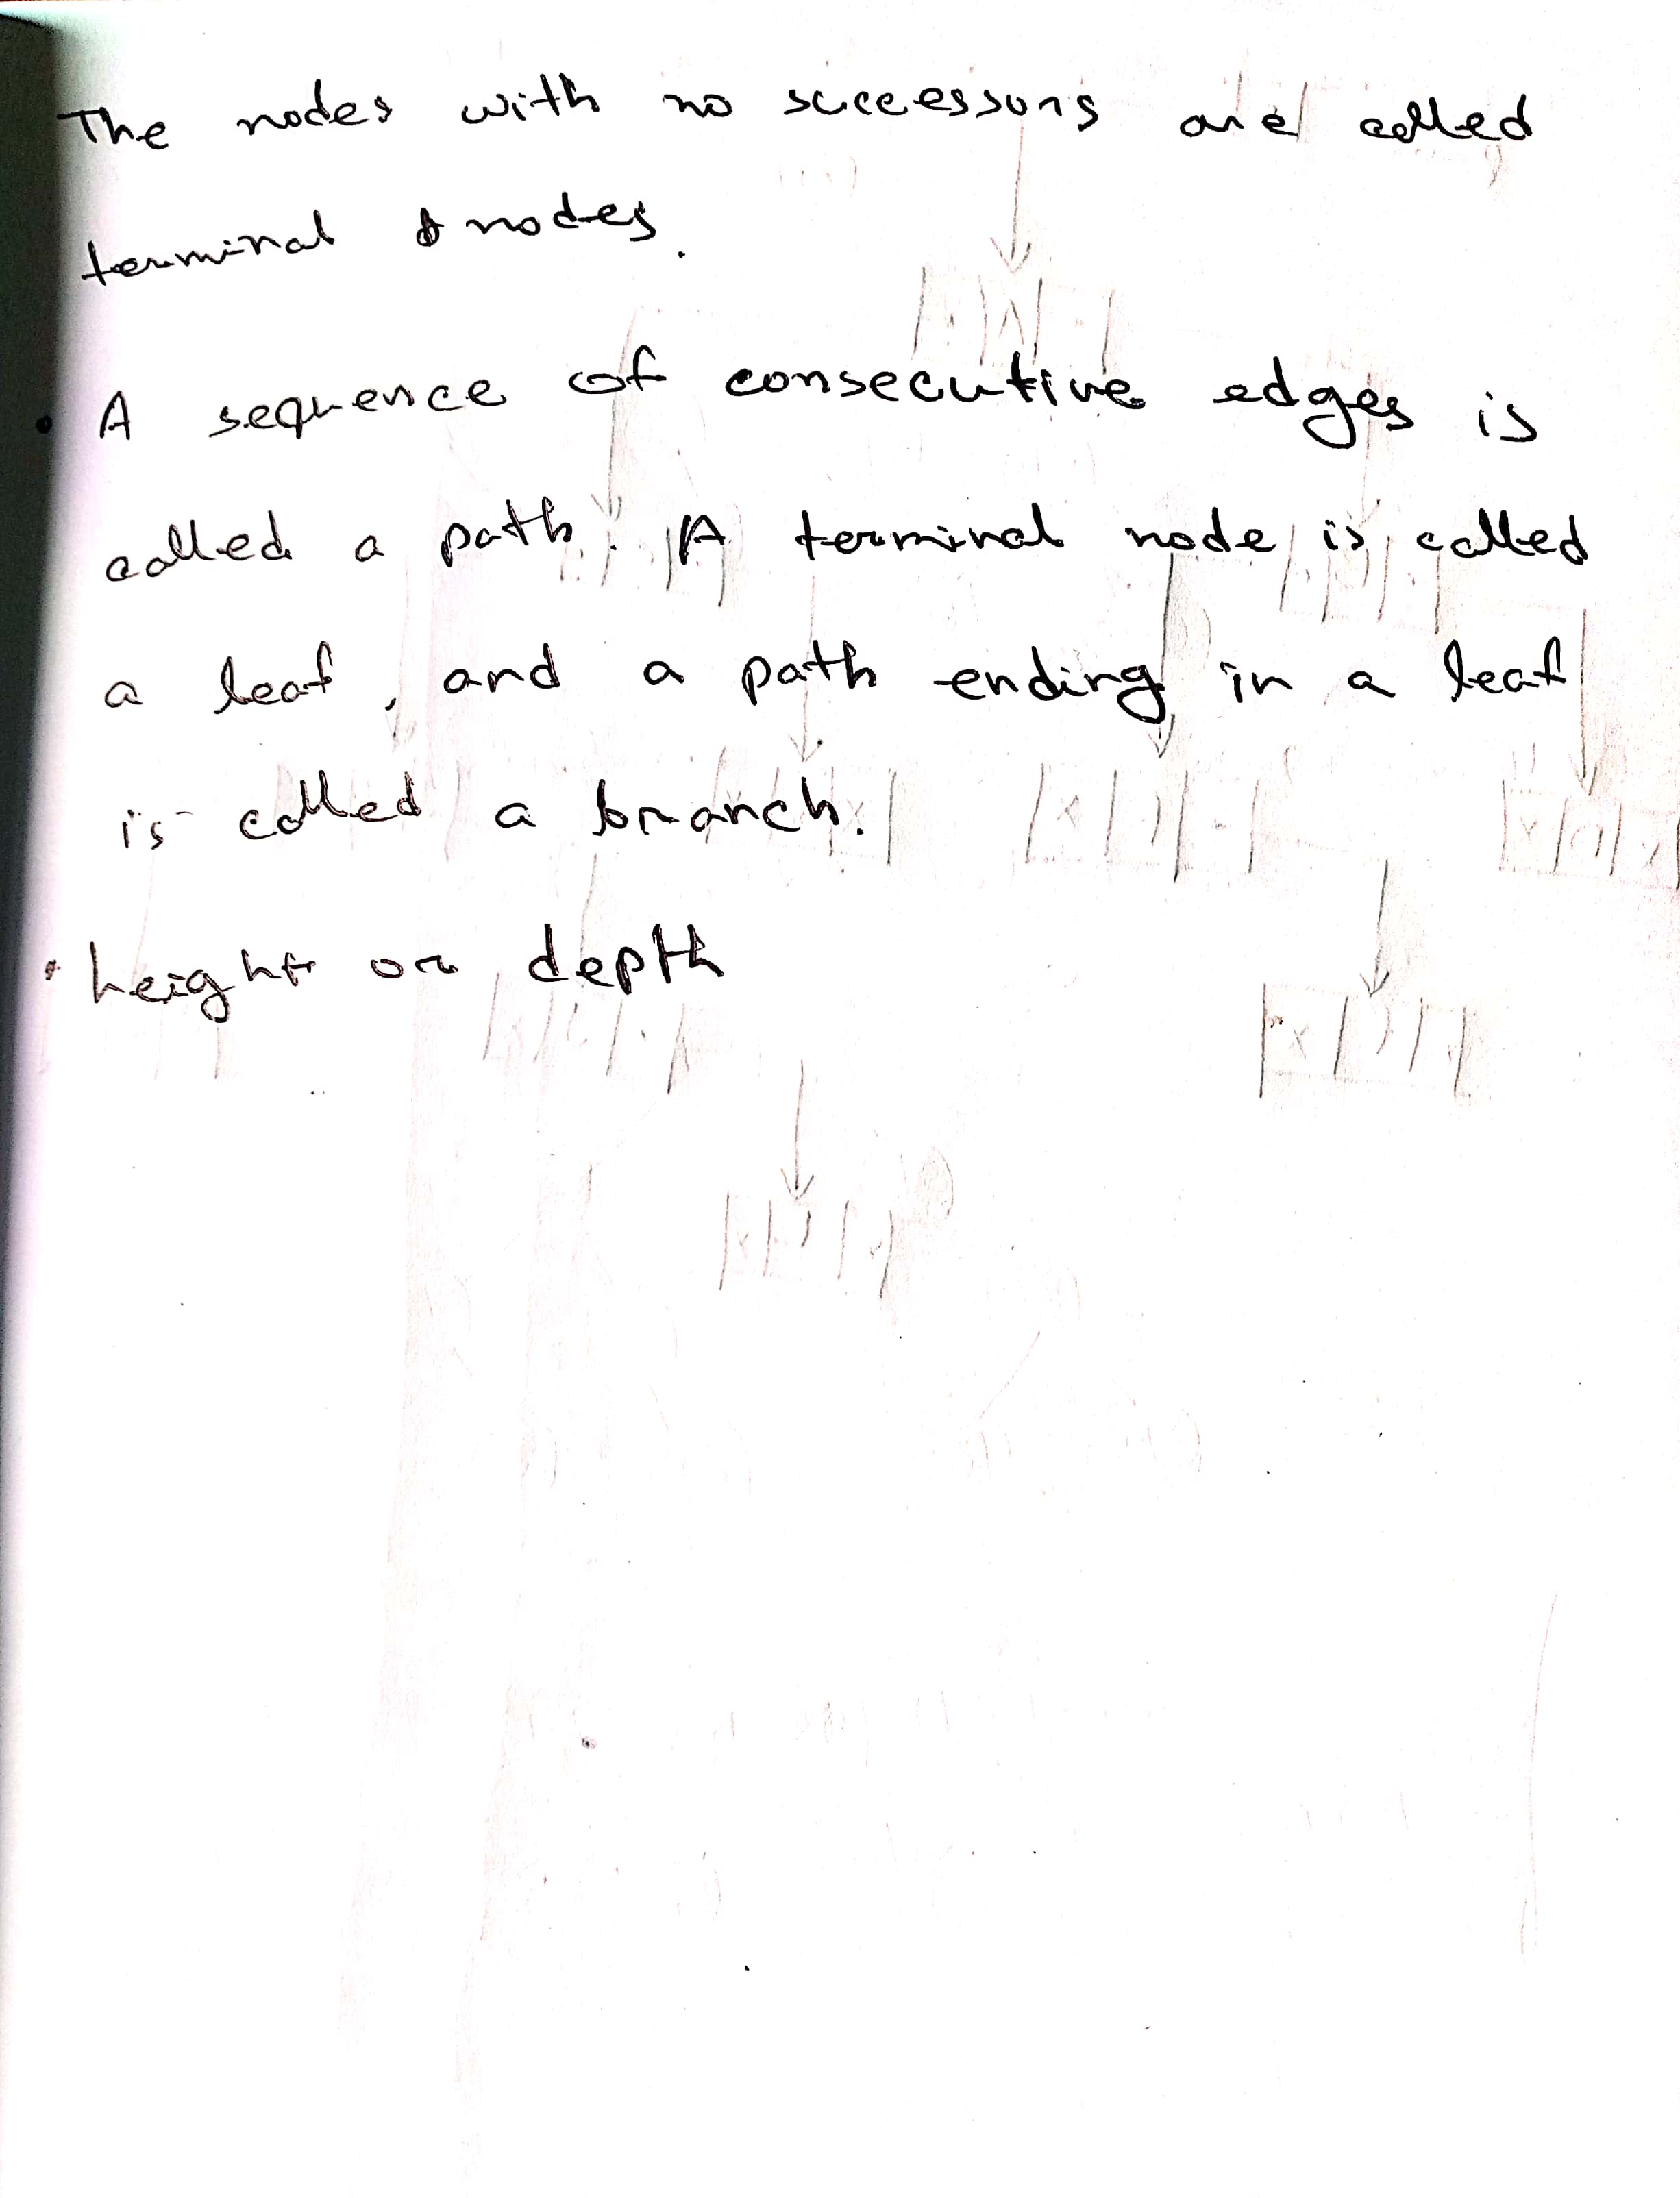 The nodes with no successors are called
terminal nodes.
• A sequence of consecutive edges is
called a path. A terminal node is called
a leaf, and a path ending in a leaf
is called a branch.
• height or depth